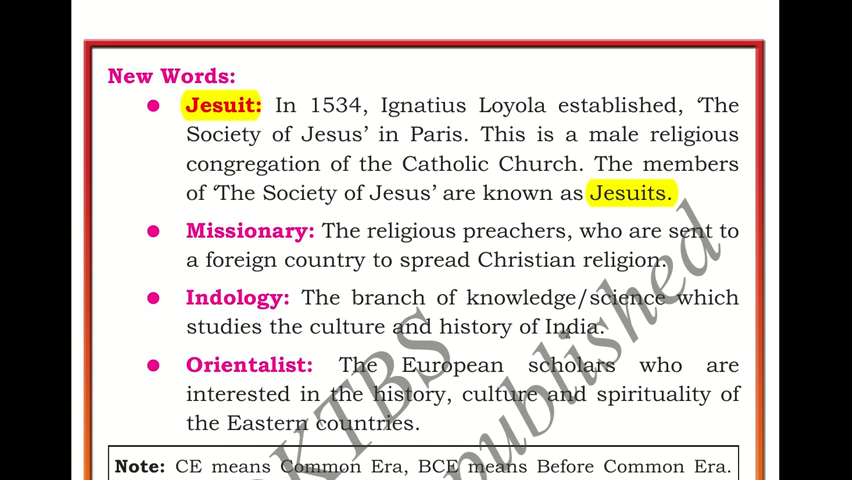 New Words:
● Jesuit: In 1534, Ignatius Loyola established, ‘The
Society of Jesus’ in Paris. This is a male religious
congregation of the Catholic Church. The members
of ‘The Society of Jesus’ are known as Jesuits.
● Missionary: The religious preachers, who are sent to
a foreign country to spread Christian religion.
● Indology: The branch of knowledge/science which
studies the culture and history of India.
● Orientalist: The European scholars who are
interested in the history, culture and spirituality of
the Eastern countries.
Note: CE means Common Era, BCE means Before Common Era.
KTBS
published